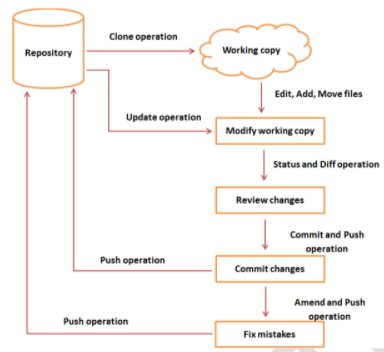 Clone operation
Repository
Working copy
Edit, Add, Move files
Update operation
Modify working copy
Status and Diff operation
Review changes
Commit and Push
operation
Push operation
Commit changes
Amend and Push
operation
Push operation
Fix mistakes